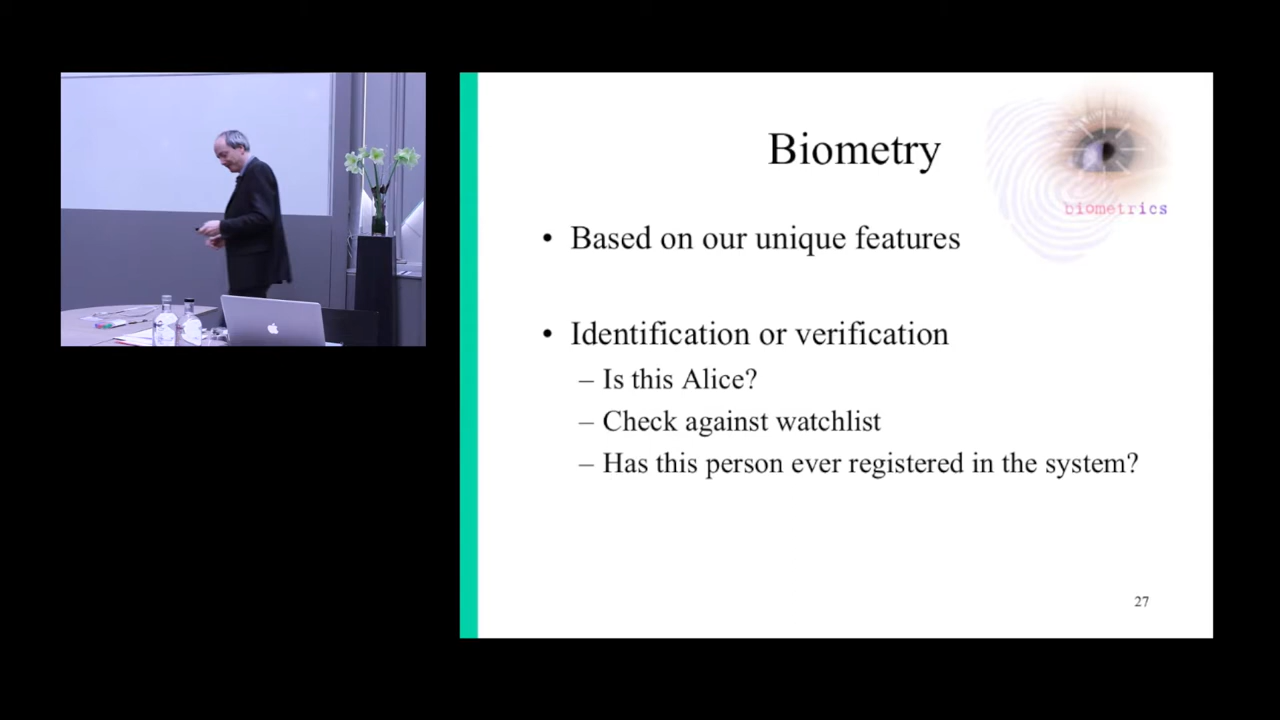 Biometry
biometrics
• Based on our unique features
• Identification or verification
– Is this Alice?
– Check against watchlist
– Has this person ever registered in the system?
27